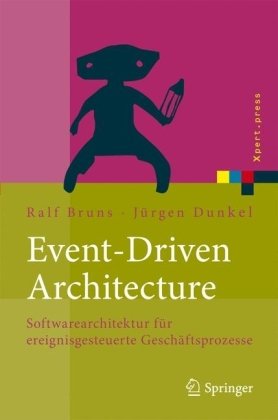 Xpert.press
Ralf Bruns · Jürgen Dunkel
Event-Driven
Architecture
Softwarearchitektur für
ereignisgesteuerte Geschäftsprozesse
Springer